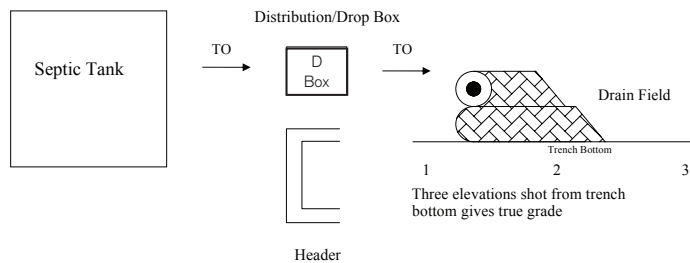 Distribution/Drop Box
Septic Tank
TO
D
Box
TO
Drain Field
Trench Bottom
1 2 3
Three elevations shot from trench
bottom gives true grade
Header